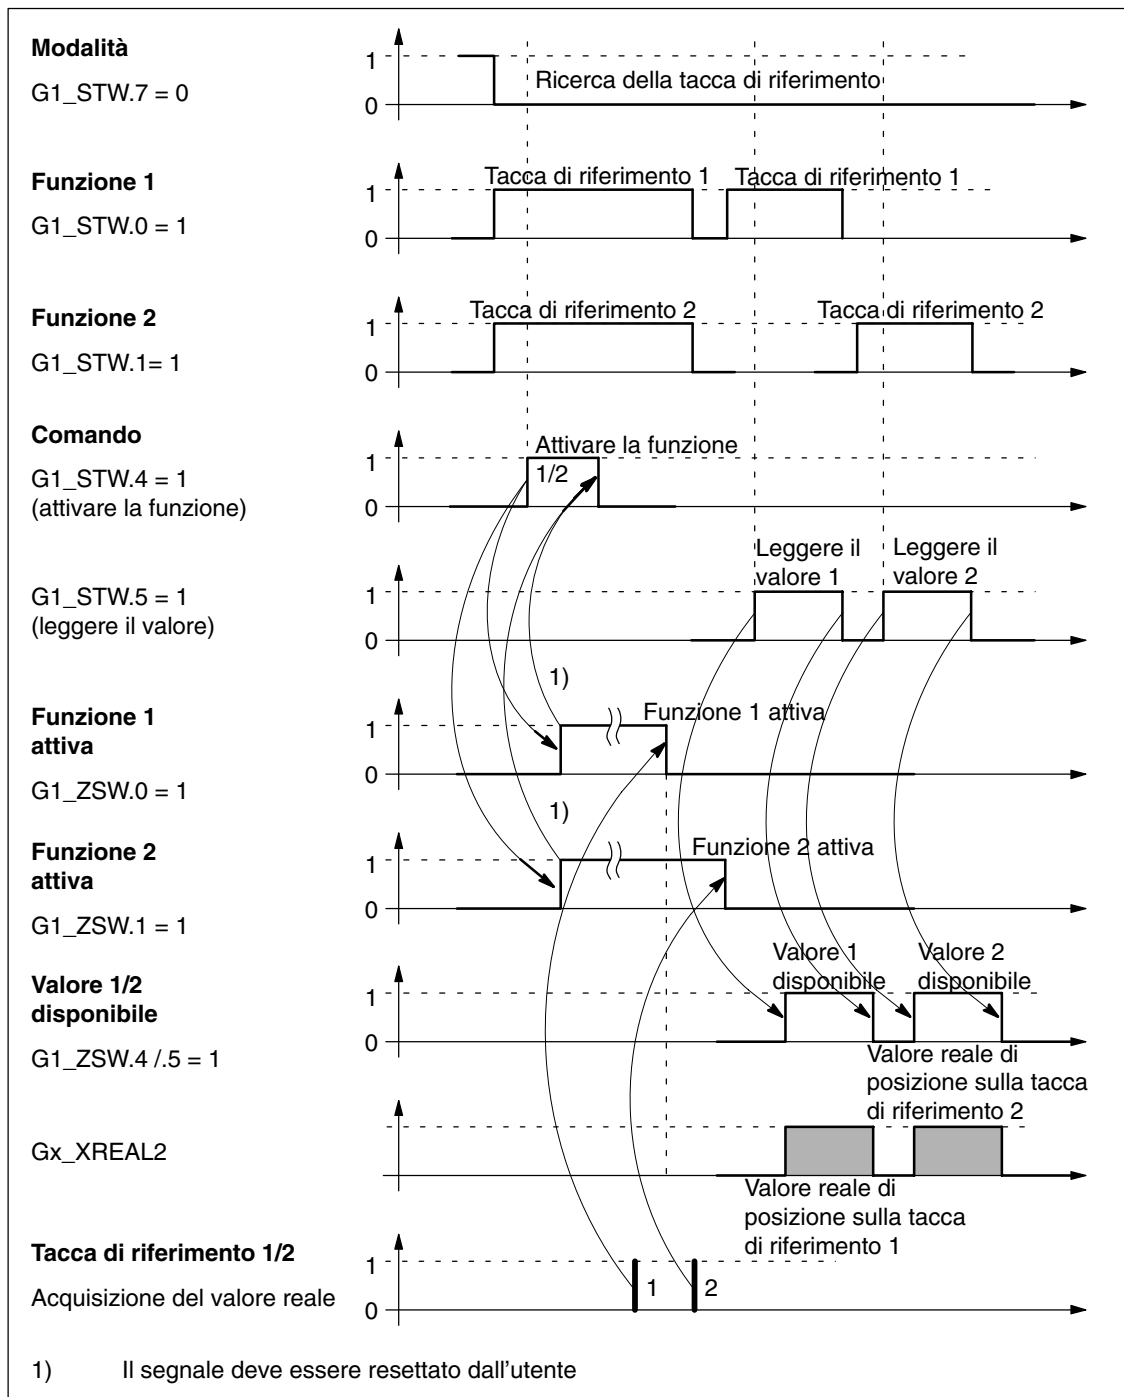 Modalità
G1_STW.7 = 0
1
0
Ricerca della tacca di riferimento
Funzione 1
G1_STW.0 = 1
1
0
Tacca di riferimento 1
Tacca di riferimento 1
Funzione 2
G1_STW.1= 1
1
0
Tacca di riferimento 2
Tacca di riferimento 2
Comando
G1_STW.4 = 1
(attivare la funzione)
1
0
Attivare la funzione
1/2
G1_STW.5 = 1
(leggere il valore)
1
0
Leggere il
valore 1
Leggere il
valore 2
1)
Funzione 1
attiva
G1_ZSW.0 = 1
1
0
Funzione 1 attiva
1)
Funzione 2
attiva
G1_ZSW.1 = 1
1
0
Funzione 2 attiva
Valore 1/2
disponibile
G1_ZSW.4 /.5 = 1
1
0
Valore 1
disponibile
Valore 2
disponibile
Valore reale di
posizione sulla tacca
di riferimento 2
Gx_XREAL2
Valore reale di
posizione sulla tacca
di riferimento 1
Tacca di riferimento 1/2
Acquisizione del valore reale
1
0
1
2
1) Il segnale deve essere resettato dall'utente